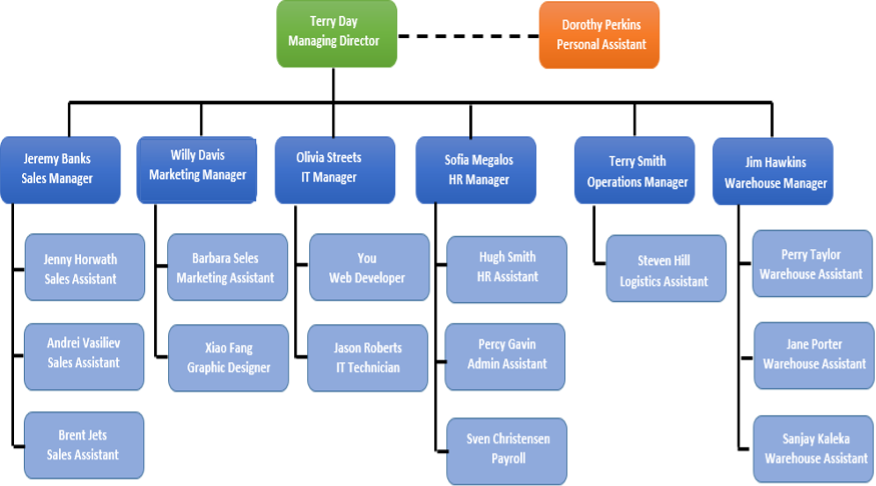 Terry Day
Managing Director
Dorothy Perkins
Personal Assistant
Jeremy Banks
Sales Manager
Willy Davis
Marketing Manager
Olivia Streets
IT Manager
Sofia Megalos
HR Manager
Terry Smith
Operations Manager
Jim Hawkins
Warehouse Manager
Jenny Horwath
Sales Assistant
Barbara Seles
Marketing Assistant
You
Web Developer
Hugh Smith
HR Assistant
Steven Hill
Logistics Assistant
Perry Taylor
Warehouse Assistant
Andrei Vasiliev
Sales Assistant
Xiao Fang
Graphic Designer
Jason Roberts
IT Technician
Percy Gavin
Admin Assistant
Jane Porter
Warehouse Assistant
Brent Jets
Sales Assistant
Sven Christensen
Payroll
Sanjay Kaleka
Warehouse Assistant